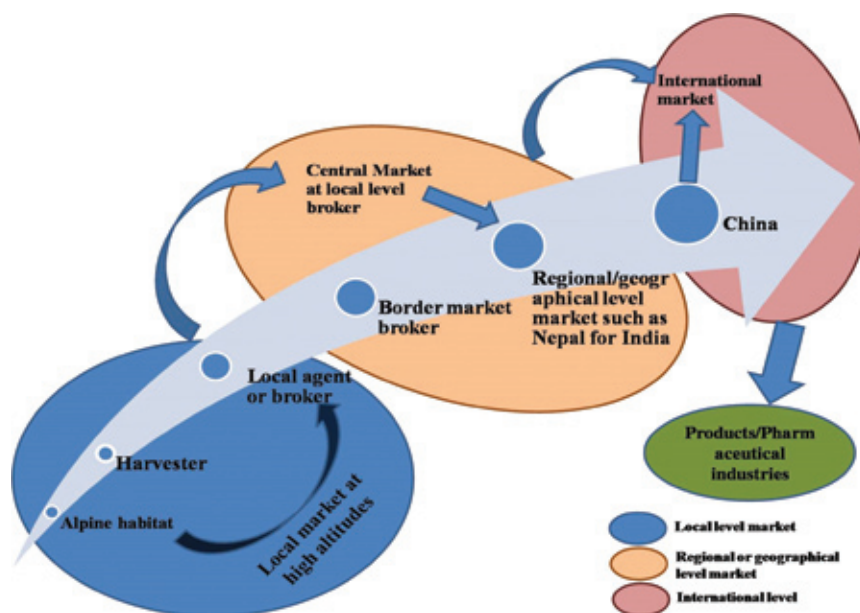 International
market
Central Market
at local level
broker
China
Regional/geogr
aphical level
market such as
Nepal for India
Border market
broker
Local agent
or broker
Harvester
Alpine habitat
Local market at
high altitudes
Products/Pharm
aceutical
industries
Local level market
Regional or geographical
level market
International level